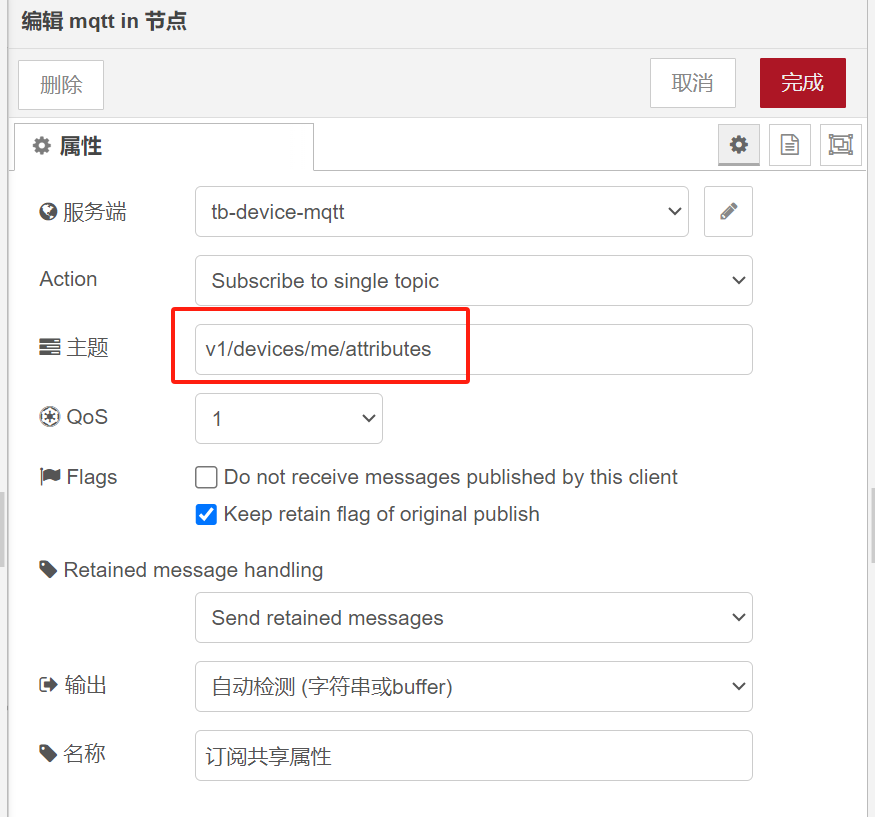 编辑 mqtt in 节点
删除
取消
完成
属性
服务端
tb-device-mqtt
Action
Subscribe to single topic
主题
v1/devices/me/attributes
QoS
1
Flags
Do not receive messages published by this client
Keep retain flag of original publish
Retained message handling
Send retained messages
输出
自动检测 (字符串或buffer)
名称
订阅共享属性